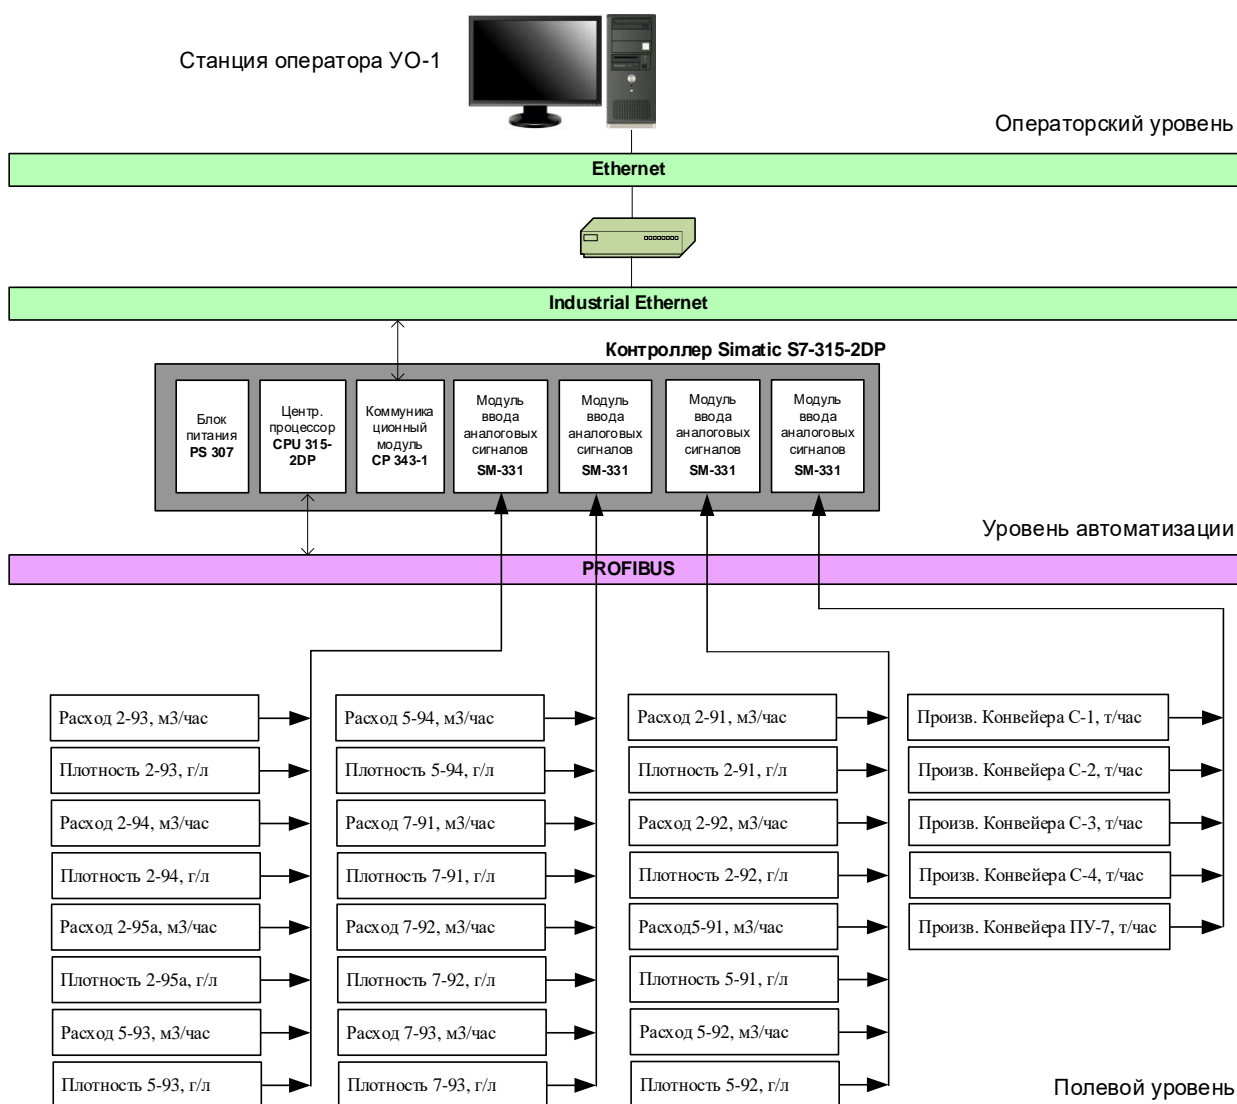 Станция оператора УО-1
Операторский уровень
Ethernet
Industrial Ethernet
Контроллер Simatic S7-315-2DP
Блок
питания
PS 307
Центр.
процессор
CPU 315-
2DP
Коммуника
ционный
модуль
CP 343-1
Модуль
ввода
аналоговых
сигналов
SM-331
Модуль
ввода
аналоговых
сигналов
SM-331
Модуль
ввода
аналоговых
сигналов
SM-331
Модуль
ввода
аналоговых
сигналов
SM-331
Уровень автоматизации
PROFIBUS
Расход 2-93, м3/час
Плотность 2-93, г/л
Расход 2-94, м3/час
Плотность 2-94, г/л
Расход 2-95а, м3/час
Плотность 2-95а, г/л
Расход 5-93, м3/час
Плотность 5-93, г/л
Расход 5-94, м3/час
Плотность 5-94, г/л
Расход 7-91, м3/час
Плотность 7-91, г/л
Расход 7-92, м3/час
Плотность 7-92, г/л
Расход 7-93, м3/час
Плотность 7-93, г/л
Расход 2-91, м3/час
Плотность 2-91, г/л
Расход 2-92, м3/час
Плотность 2-92, г/л
Расход5-91, м3/час
Плотность 5-91, г/л
Расход 5-92, м3/час
Плотность 5-92, г/л
Произв. Конвейера С-1, т/час
Произв. Конвейера С-2, т/час
Произв. Конвейера С-3, т/час
Произв. Конвейера С-4, т/час
Произв. Конвейера ПУ-7, т/час
Полевой уровень